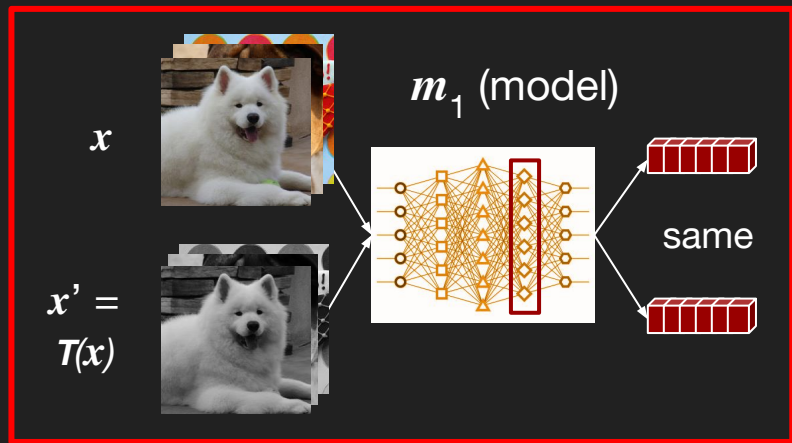 x
m₁ (model)
same
x’ =
T(x)